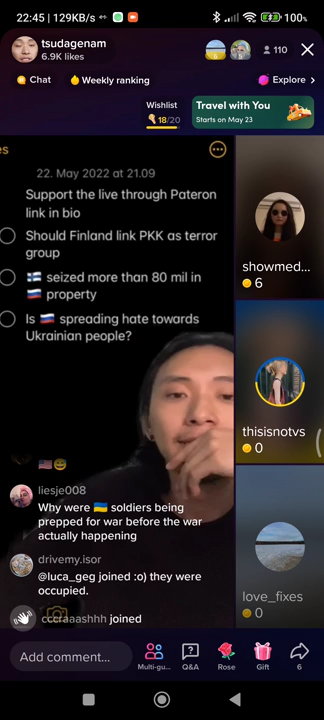 22:45 | 129KB/s
100%
tsudagenam
6.9K likes
110
Chat
Weekly ranking
Explore >
Wishlist
18/20
Travel with You
Starts on May 23
es
22. May 2022 at 21.09
Support the live through Pateron
link in bio
Should Finland link PKK as terror
group
🇫🇮 seized more than 80 mil in
🇷🇺 property
Is 🇷🇺 spreading hate towards
Ukrainian people?
showmed...
6
thisisnotvs
0
love_fixes
0
🇺🇸😅
liesje008
Why were 🇺🇦 soldiers being
prepped for war before the war
actually happening
drivemy.isor
@luca_geg joined :o) they were
occupied.
cccraaashhh joined
Add comment...
Multi-gu...
Q&A
Rose
Gift
6